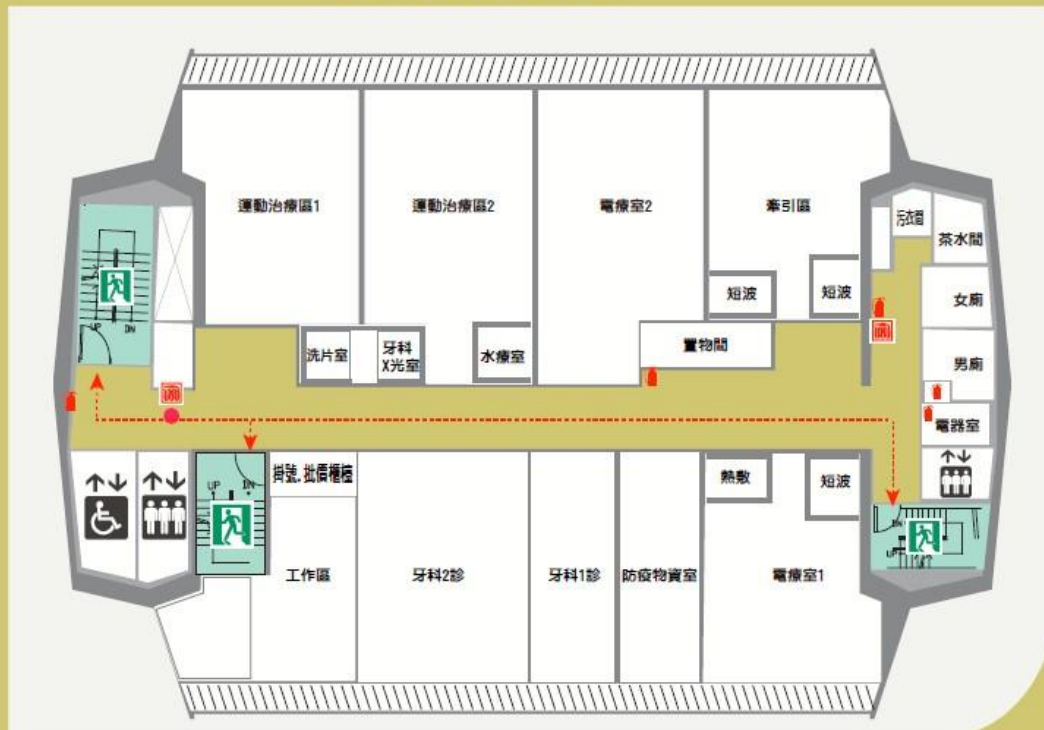 運動治療區1
運動治療區2
電療室2
牽引區
污衣間
茶水間
短波
短波
女廁
UP DN
洗片室
牙科
X光室
水療室
置物間
男廁
電器室
UP DN
掛號.批價櫃檯
熱敷
短波
DN
UP
工作區
牙科2診
牙科1診
防疫物資室
電療室1